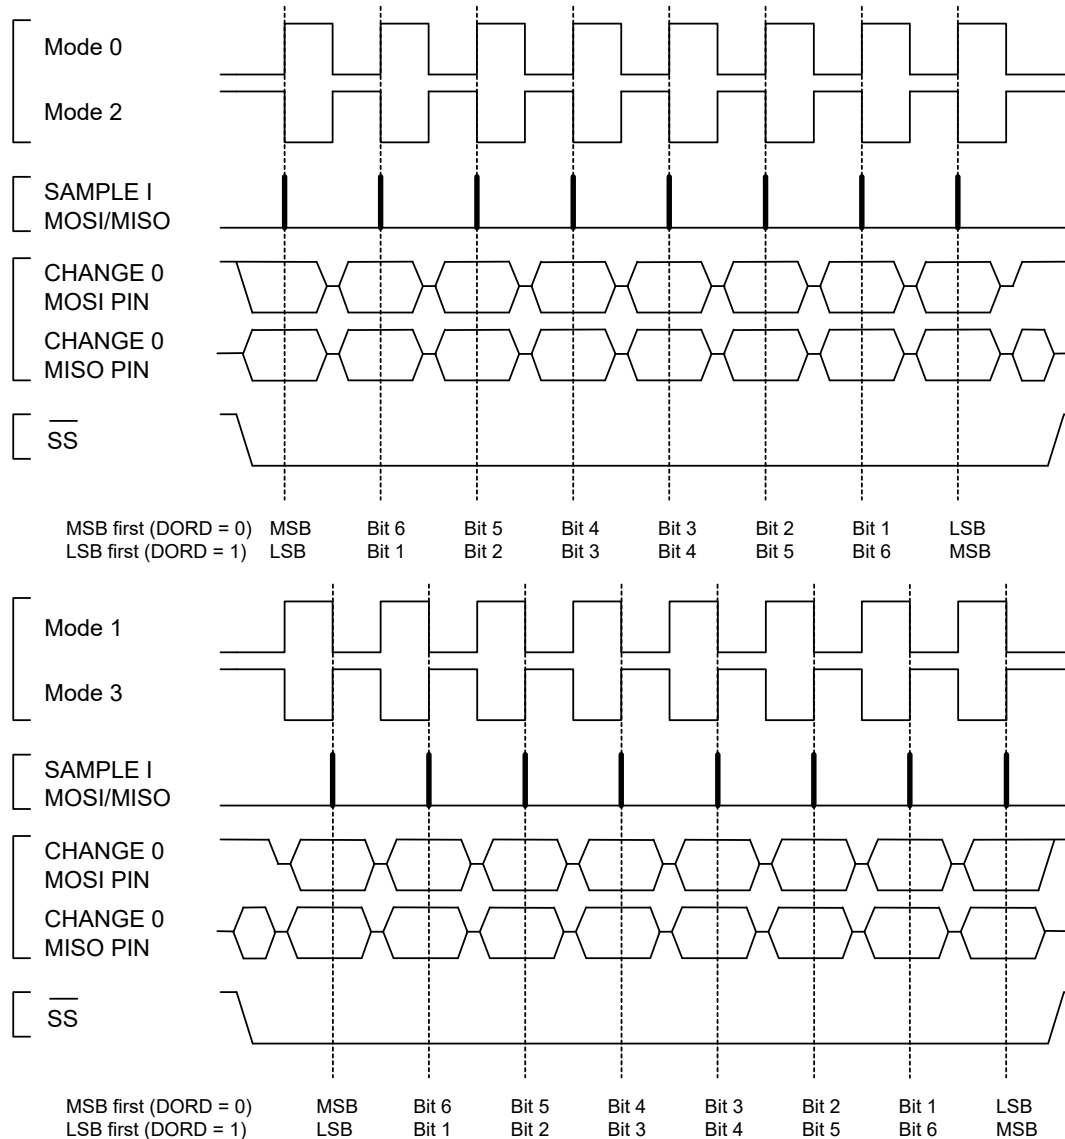 Mode 0
Mode 2
SAMPLE I
MOSI/MISO
CHANGE 0
MOSI PIN
CHANGE 0
MISO PIN
SS
MSB first (DORD = 0) MSB Bit 6 Bit 5 Bit 4 Bit 3 Bit 2 Bit 1 LSB
LSB first (DORD = 1) LSB Bit 1 Bit 2 Bit 3 Bit 4 Bit 5 Bit 6 MSB
Mode 1
Mode 3
SAMPLE I
MOSI/MISO
CHANGE 0
MOSI PIN
CHANGE 0
MISO PIN
SS
MSB first (DORD = 0) MSB Bit 6 Bit 5 Bit 4 Bit 3 Bit 2 Bit 1 LSB
LSB first (DORD = 1) LSB Bit 1 Bit 2 Bit 3 Bit 4 Bit 5 Bit 6 MSB